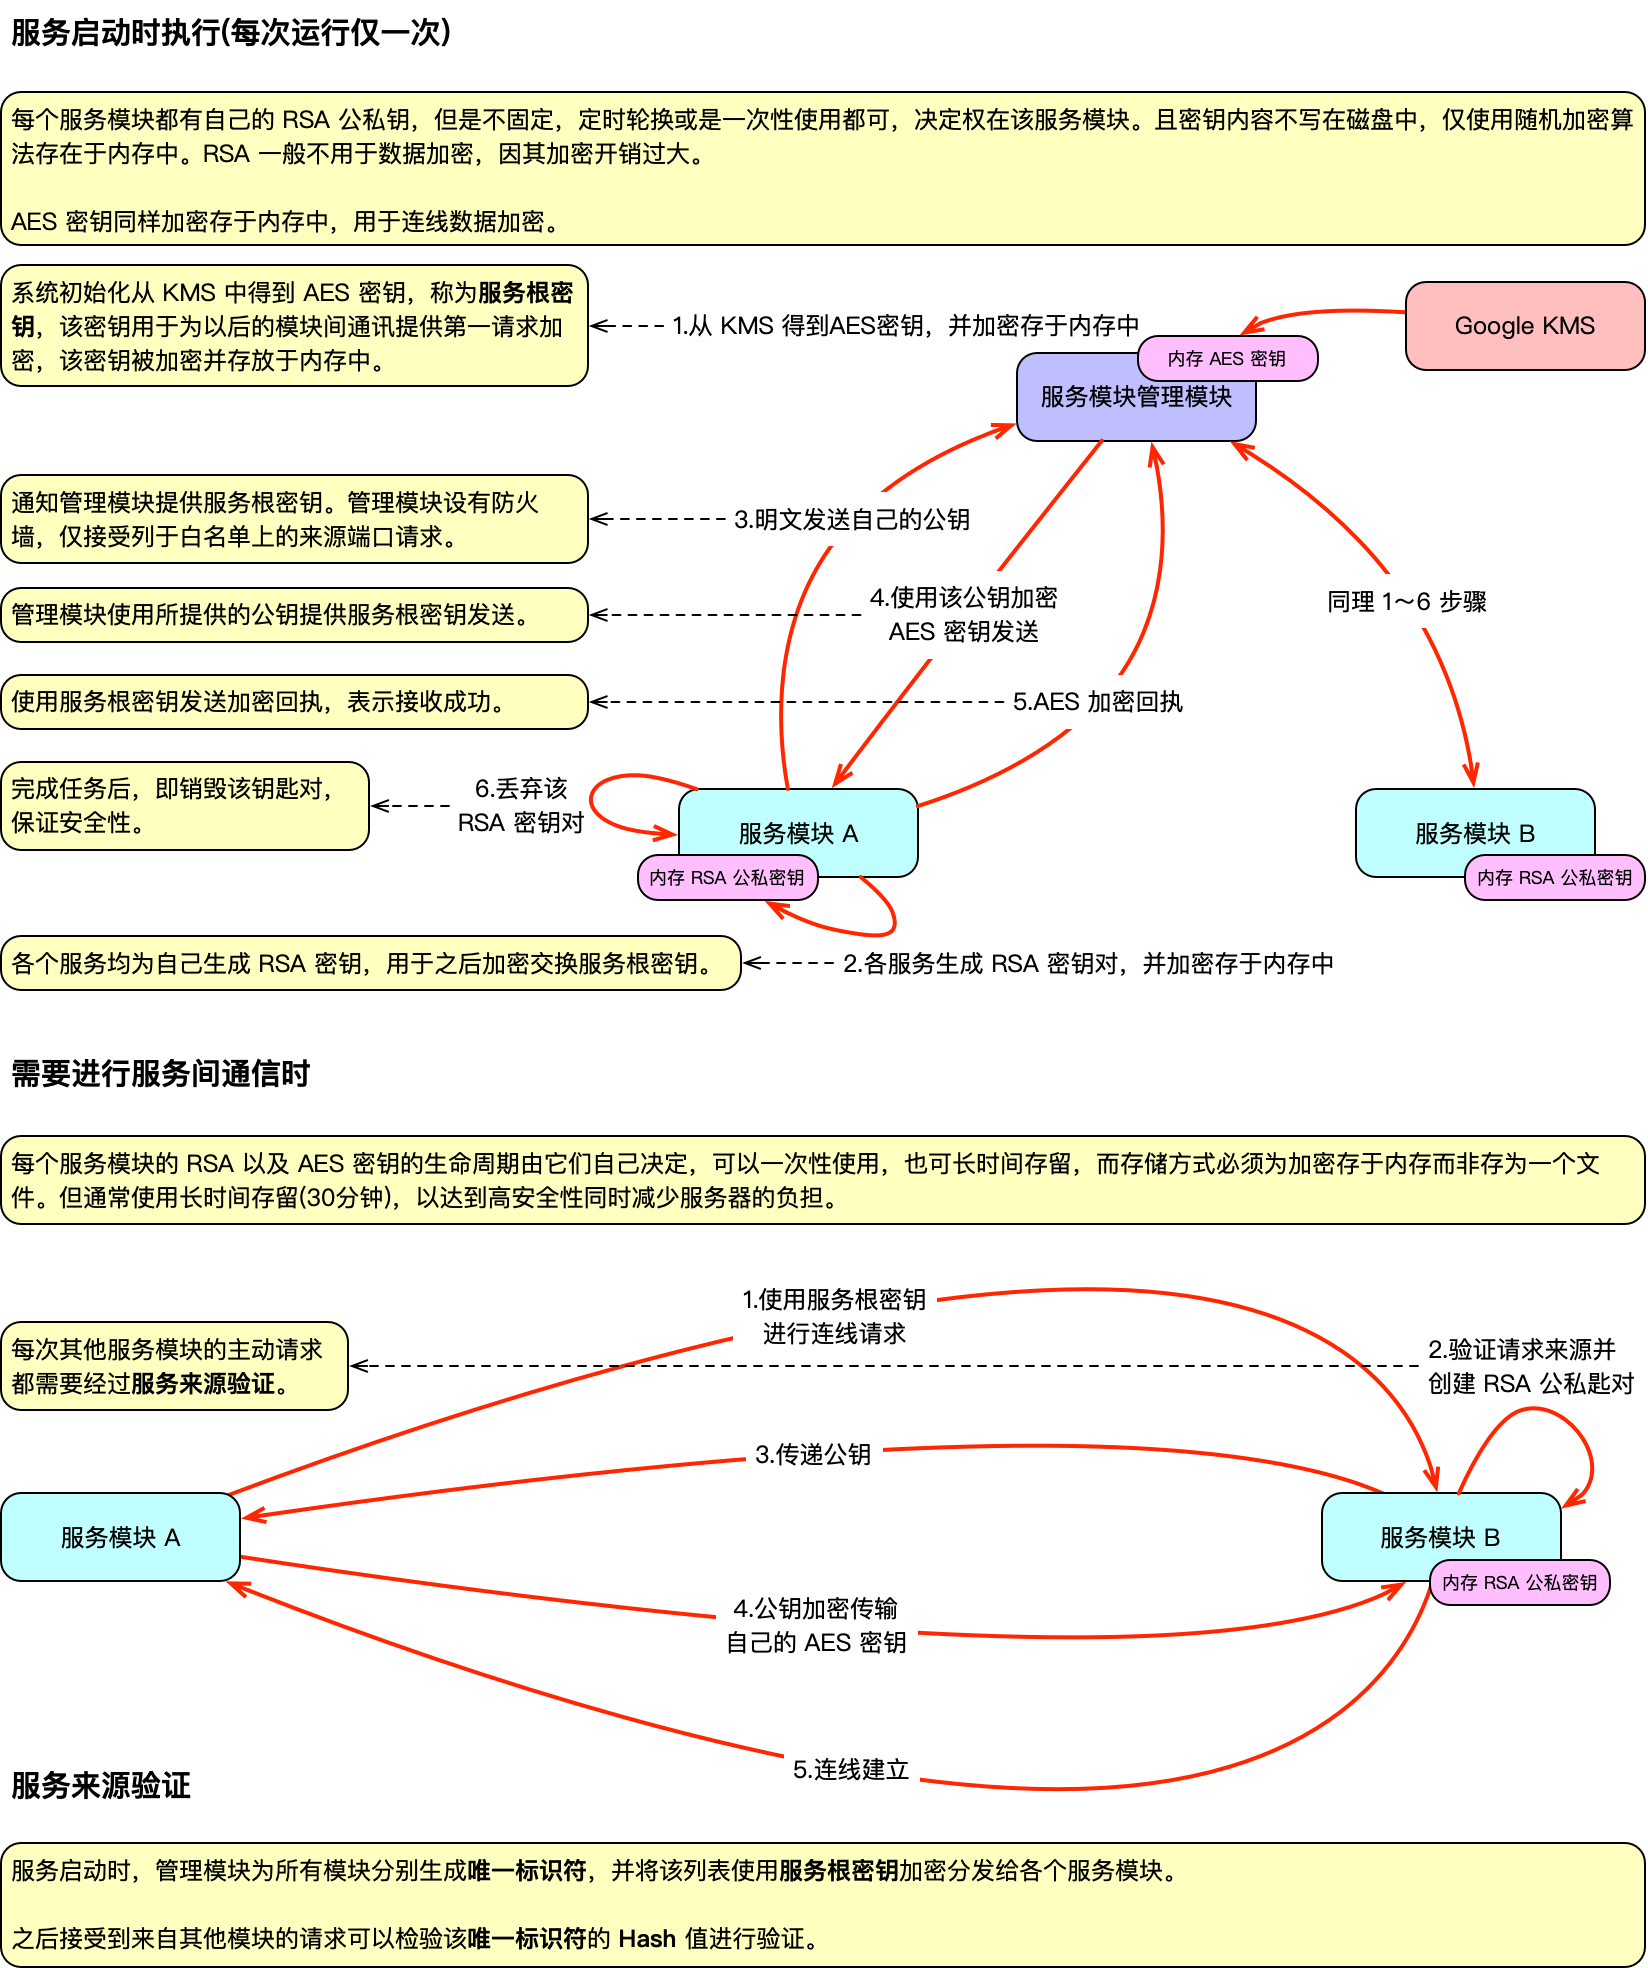 服务启动时执行(每次运行仅一次)
每个服务模块都有自己的 RSA 公私钥，但是不固定，定时轮换或是一次性使用都可，决定权在该服务模块。且密钥内容不写在磁盘中，仅使用随机加密算
法存在于内存中。RSA 一般不用于数据加密，因其加密开销过大。
AES 密钥同样加密存于内存中，用于连线数据加密。
系统初始化从 KMS 中得到 AES 密钥，称为服务根密
钥，该密钥用于为以后的模块间通讯提供第一请求加
密，该密钥被加密并存放于内存中。
1.从 KMS 得到AES密钥，并加密存于内存中
Google KMS
内存 AES 密钥
服务模块管理模块
通知管理模块提供服务根密钥。管理模块设有防火
墙，仅接受列于白名单上的来源端口请求。
3.明文发送自己的公钥
管理模块使用所提供的公钥提供服务根密钥发送。
4.使用该公钥加密
AES 密钥发送
同理 1～6 步骤
使用服务根密钥发送加密回执，表示接收成功。
5.AES 加密回执
完成任务后，即销毁该钥匙对，
保证安全性。
6.丢弃该
RSA 密钥对
服务模块 A
内存 RSA 公私密钥
服务模块 B
内存 RSA 公私密钥
各个服务均为自己生成 RSA 密钥，用于之后加密交换服务根密钥。
2.各服务生成 RSA 密钥对，并加密存于内存中
需要进行服务间通信时
每个服务模块的 RSA 以及 AES 密钥的生命周期由它们自己决定，可以一次性使用，也可长时间存留，而存储方式必须为加密存于内存而非存为一个文
件。但通常使用长时间存留(30分钟)，以达到高安全性同时减少服务器的负担。
1.使用服务根密钥
进行连线请求
每次其他服务模块的主动请求
都需要经过服务来源验证。
2.验证请求来源并
创建 RSA 公私匙对
3.传递公钥
服务模块 A
服务模块 B
内存 RSA 公私密钥
4.公钥加密传输
自己的 AES 密钥
5.连线建立
服务来源验证
服务启动时，管理模块为所有模块分别生成唯一标识符，并将该列表使用服务根密钥加密分发给各个服务模块。
之后接受到来自其他模块的请求可以检验该唯一标识符的 Hash 值进行验证。